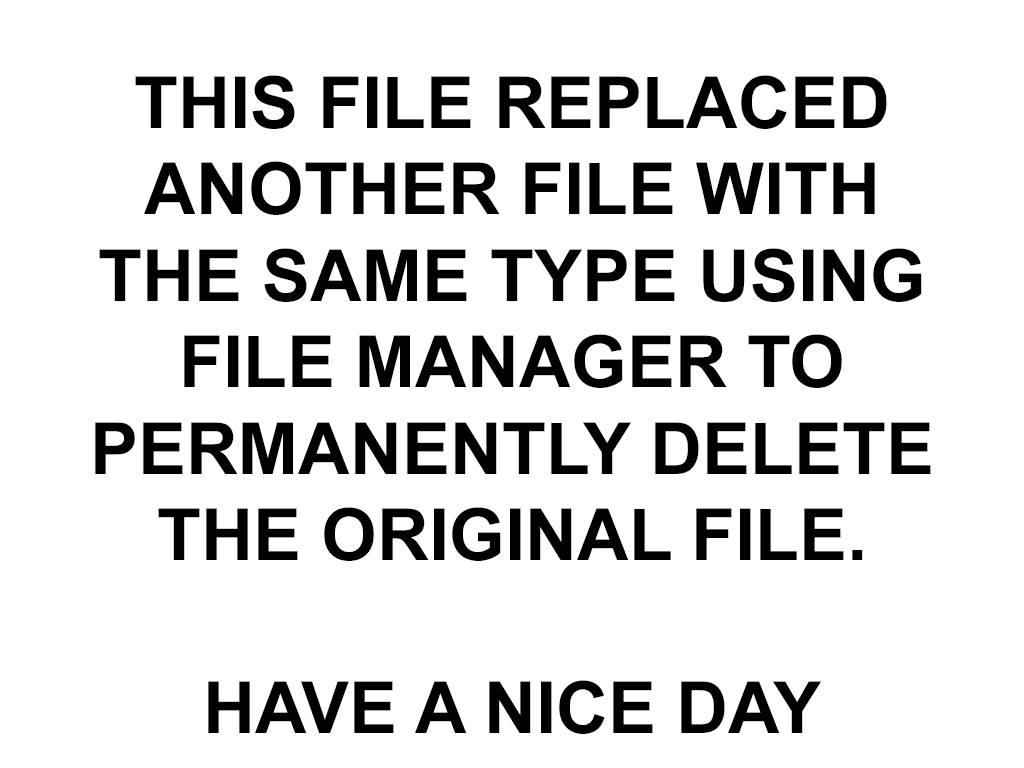 THIS FILE REPLACED
ANOTHER FILE WITH
THE SAME TYPE USING
FILE MANAGER TO
PERMANENTLY DELETE
THE ORIGINAL FILE.
HAVE A NICE DAY